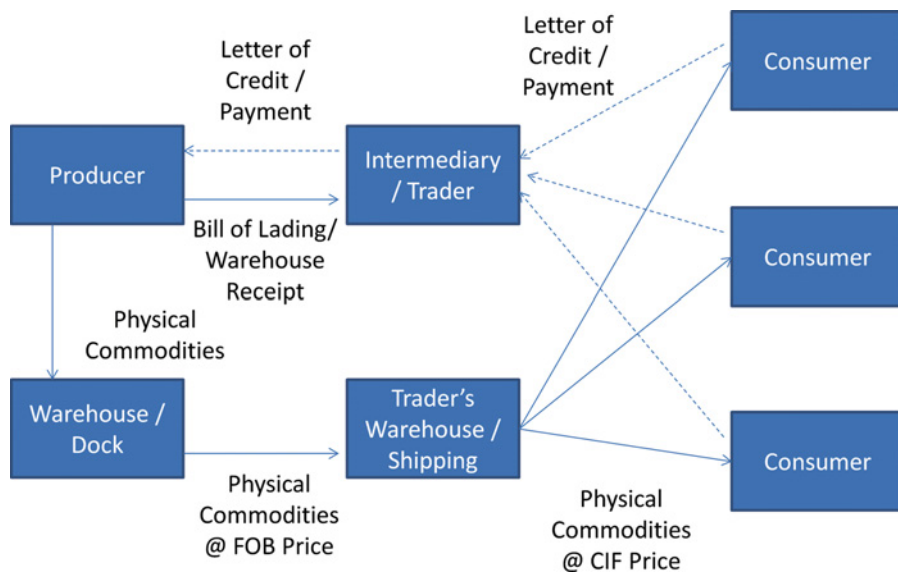 Letter of
Credit /
Payment
Letter of
Credit /
Payment
Consumer
Producer
Intermediary
/ Trader
Bill of Lading/
Warehouse
Receipt
Consumer
Physical
Commodities
Warehouse /
Dock
Trader's
Warehouse /
Shipping
Consumer
Physical
Commodities
@ FOB Price
Physical
Commodities
@ CIF Price